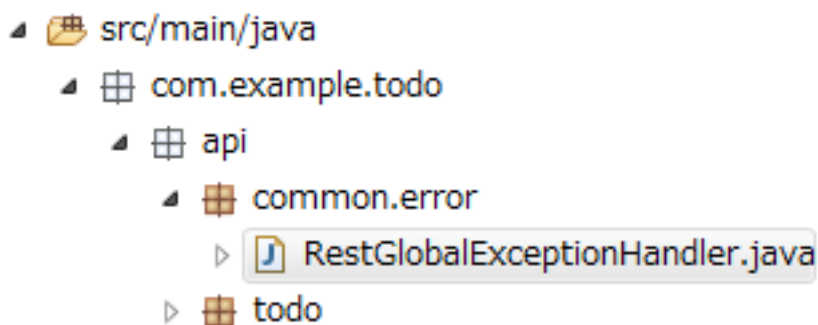 src/main/java
com.example.todo
api
common.error
RestGlobalExceptionHandler.java
todo